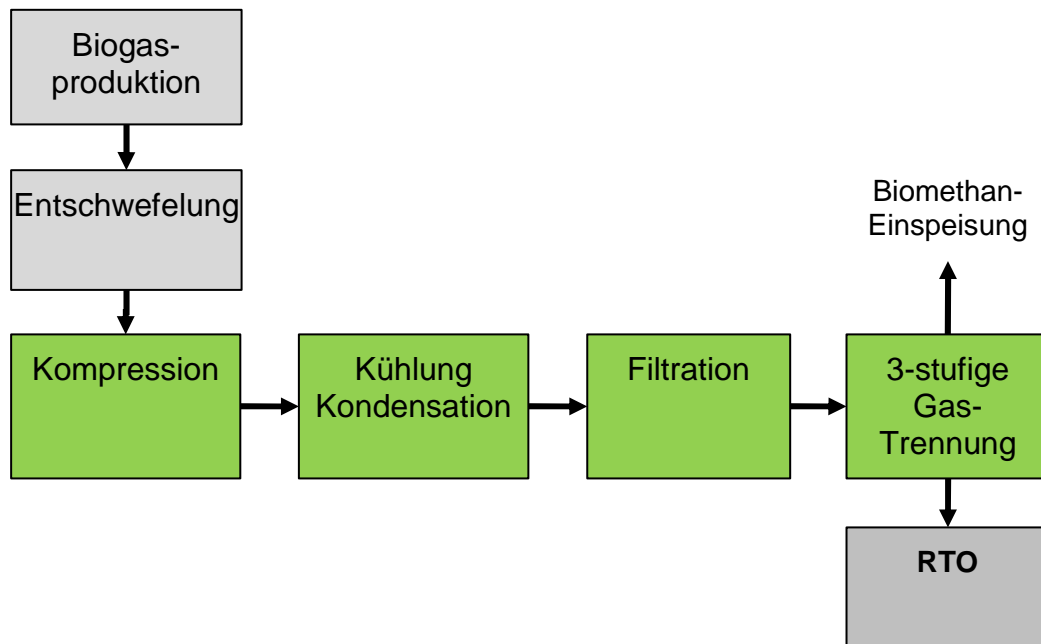 Biogas-
produktion
Entschwefelung
Biomethan-
Einspeisung
Kompression
Kühlung
Kondensation
Filtration
3-stufige
Gas-
Trennung
RTO